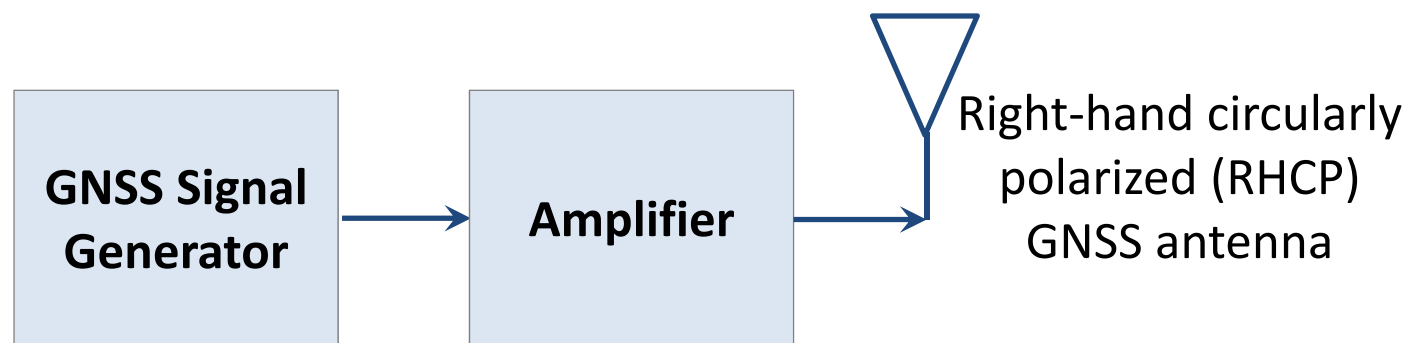 GNSS Signal
Generator
Amplifier
Right-hand circularly
polarized (RHCP)
GNSS antenna